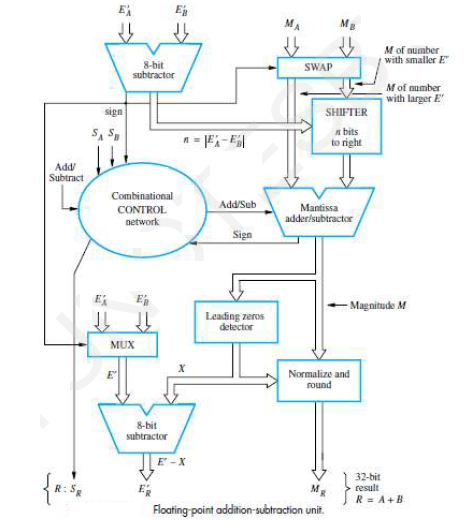 E'A E'B MA MB
8-bit
subtractor
SWAP
M of number
with smaller E'
M of number
with larger E'
sign
SHIFTER
n bits
to right
n = |E'A – E'B|
SA SB
Add/
Subtract
Combinational
CONTROL
network
Add/Sub
Mantissa
adder/subtractor
Sign
Magnitude M
E'A E'B
Leading zeros
detector
MUX
X
E'
Normalize and
round
8-bit
subtractor
E' – X
R : SR E'R MR
32-bit
result
R = A + B
Floating-point addition-subtraction unit.